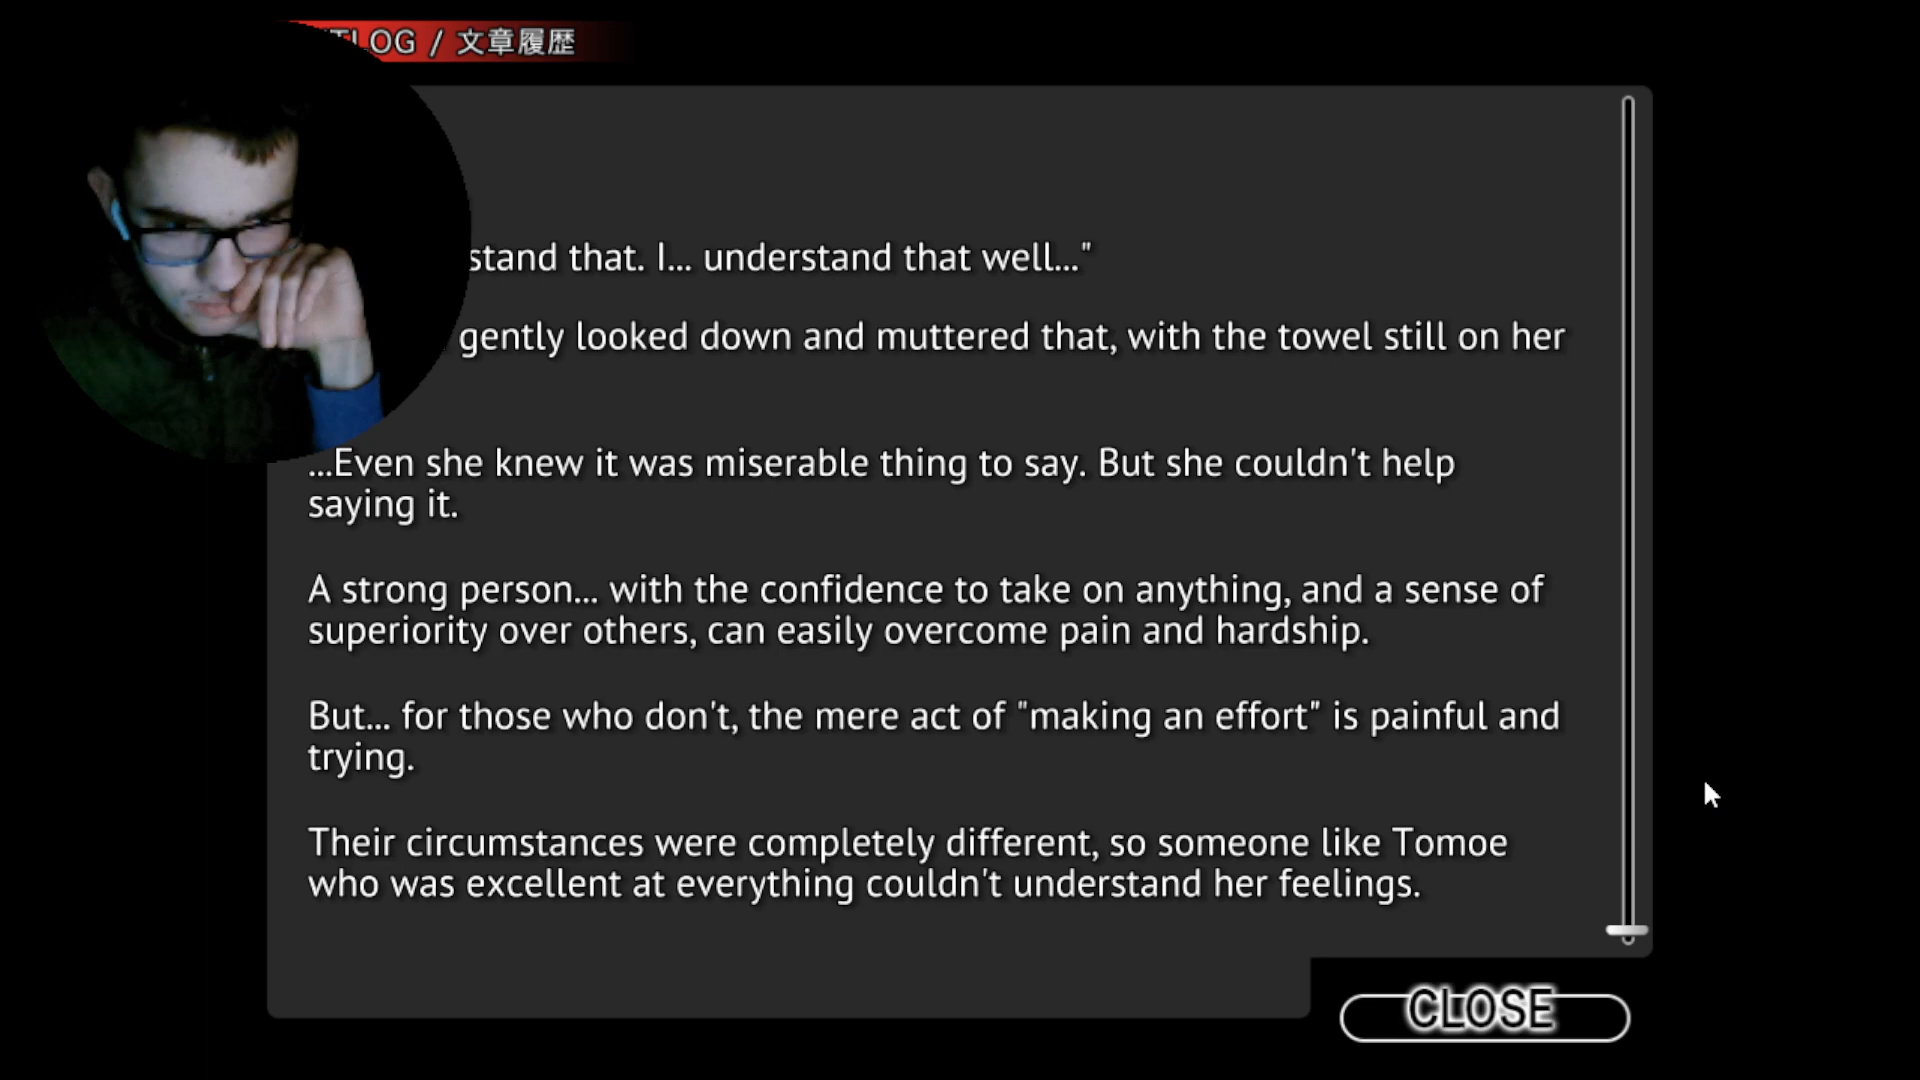 LOG / 文章履歴
stand that. I... understand that well..."
gently looked down and muttered that, with the towel still on her
...Even she knew it was miserable thing to say. But she couldn't help
saying it.
A strong person... with the confidence to take on anything, and a sense of
superiority over others, can easily overcome pain and hardship.
But... for those who don't, the mere act of "making an effort" is painful and
trying.
Their circumstances were completely different, so someone like Tomoe
who was excellent at everything couldn't understand her feelings.
CLOSE